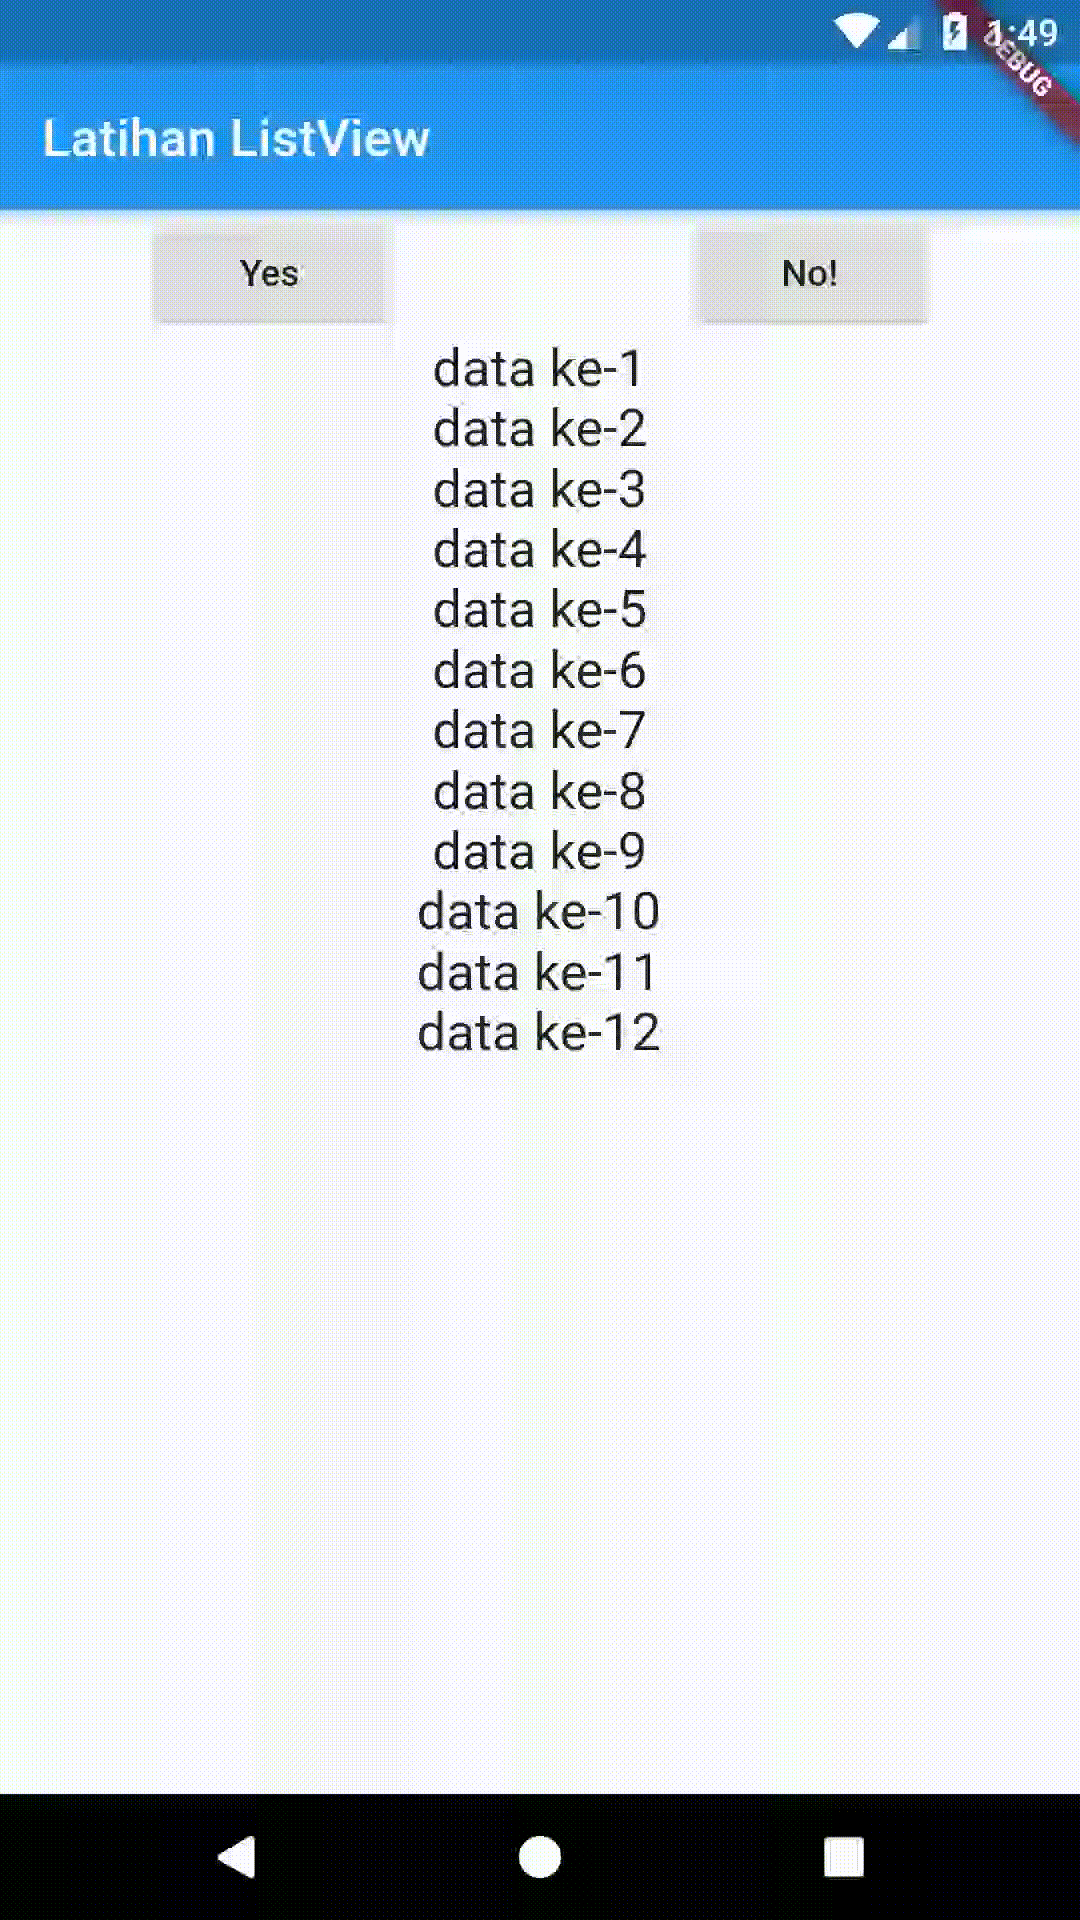 1:49
DEBUG
Latihan ListView
Yes
No!
data ke-1
data ke-2
data ke-3
data ke-4
data ke-5
data ke-6
data ke-7
data ke-8
data ke-9
data ke-10
data ke-11
data ke-12